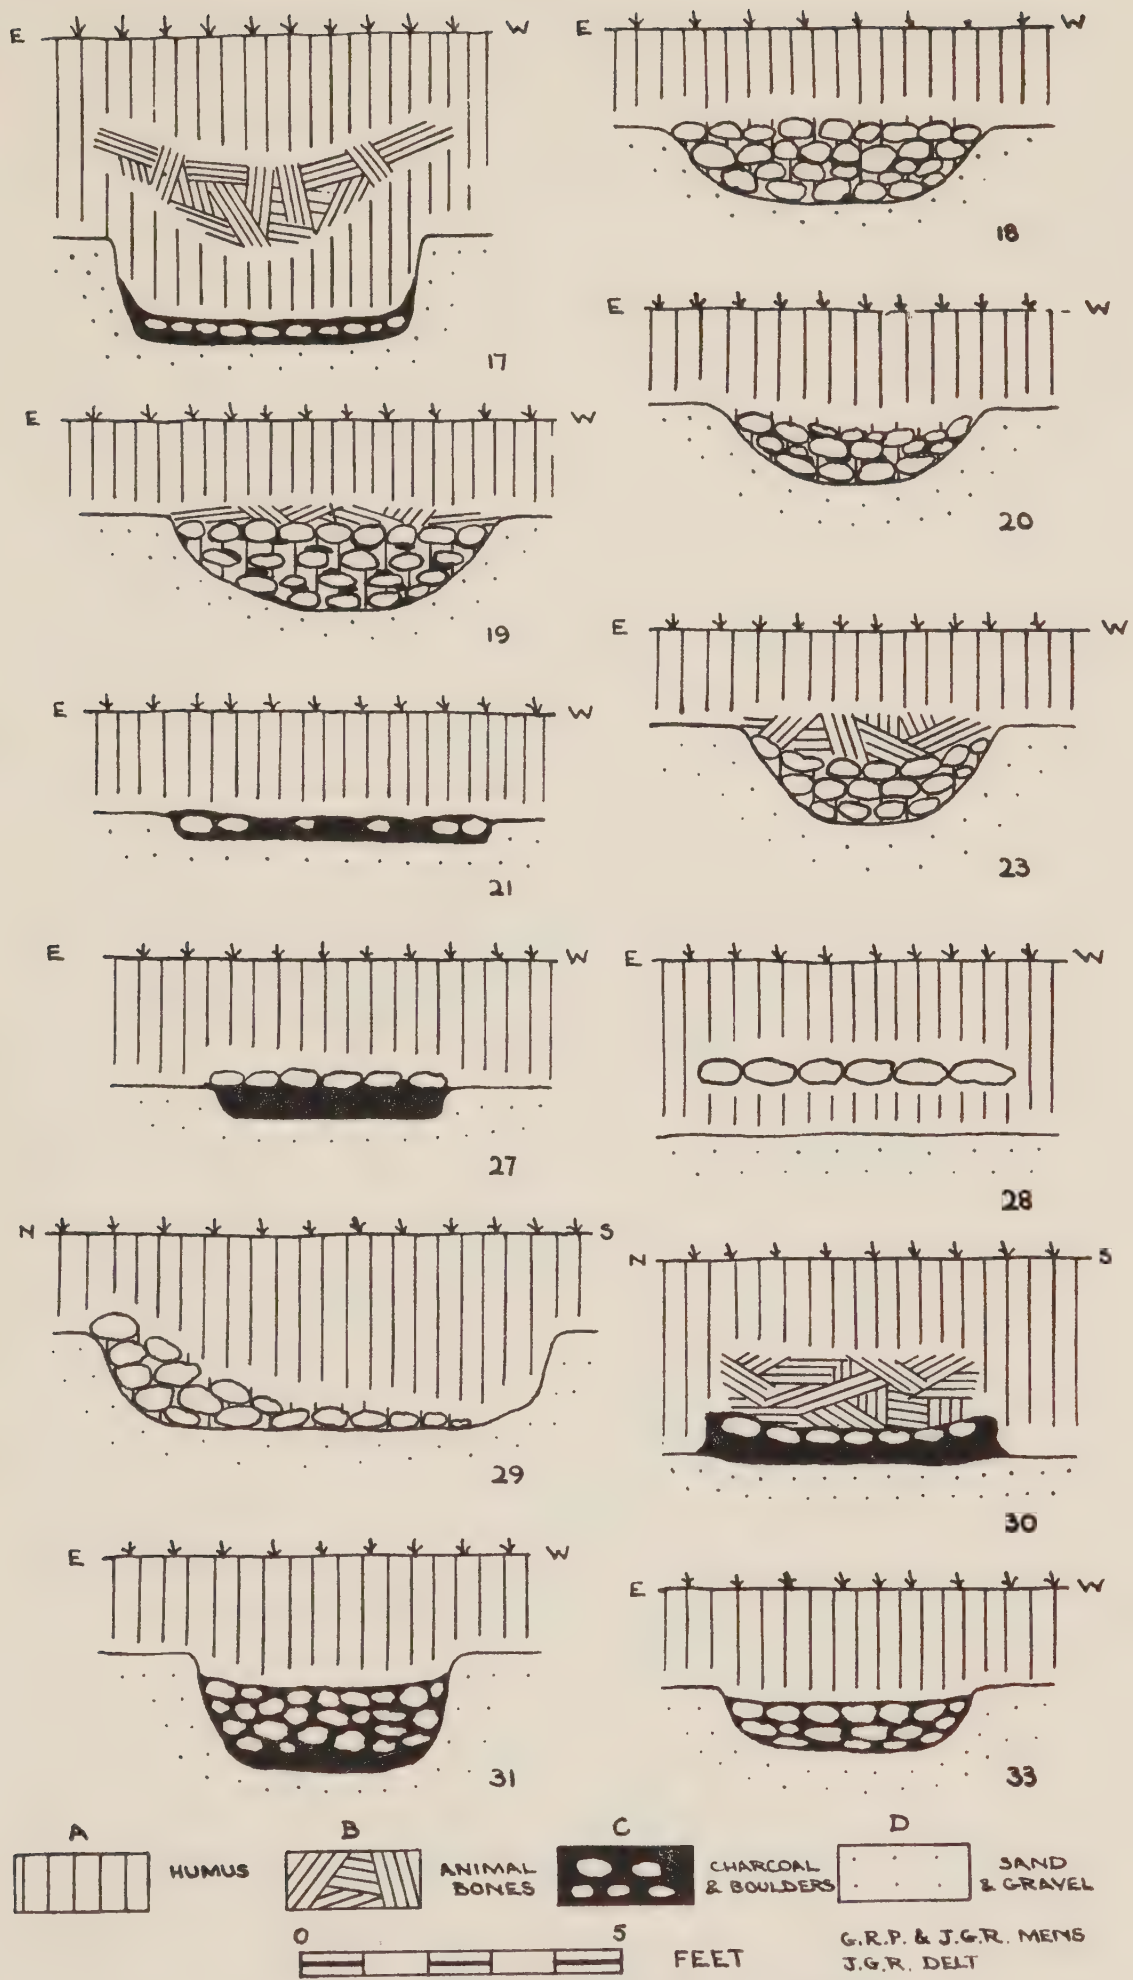 E W
E W
18
17
E W
E W
20
19
E W
E W
21
23
E W
E W
27
28
N S
N S
29
30
E W
E W
31
33
A B C D
HUMUS
ANIMAL
BONES
CHARCOAL
& BOULDERS
SAND
& GRAVEL
0 5
FEET
G.R.P. & J.G.R. MENS
J.G.R. DELT